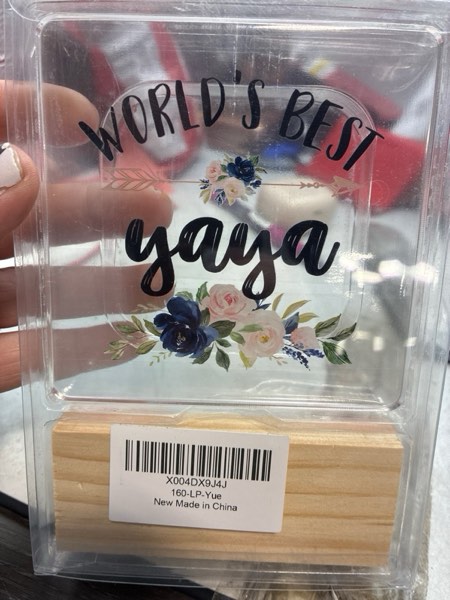 WORLD'S BEST
yaya
X004DX9J4J
160-LP-Yue
New Made in China